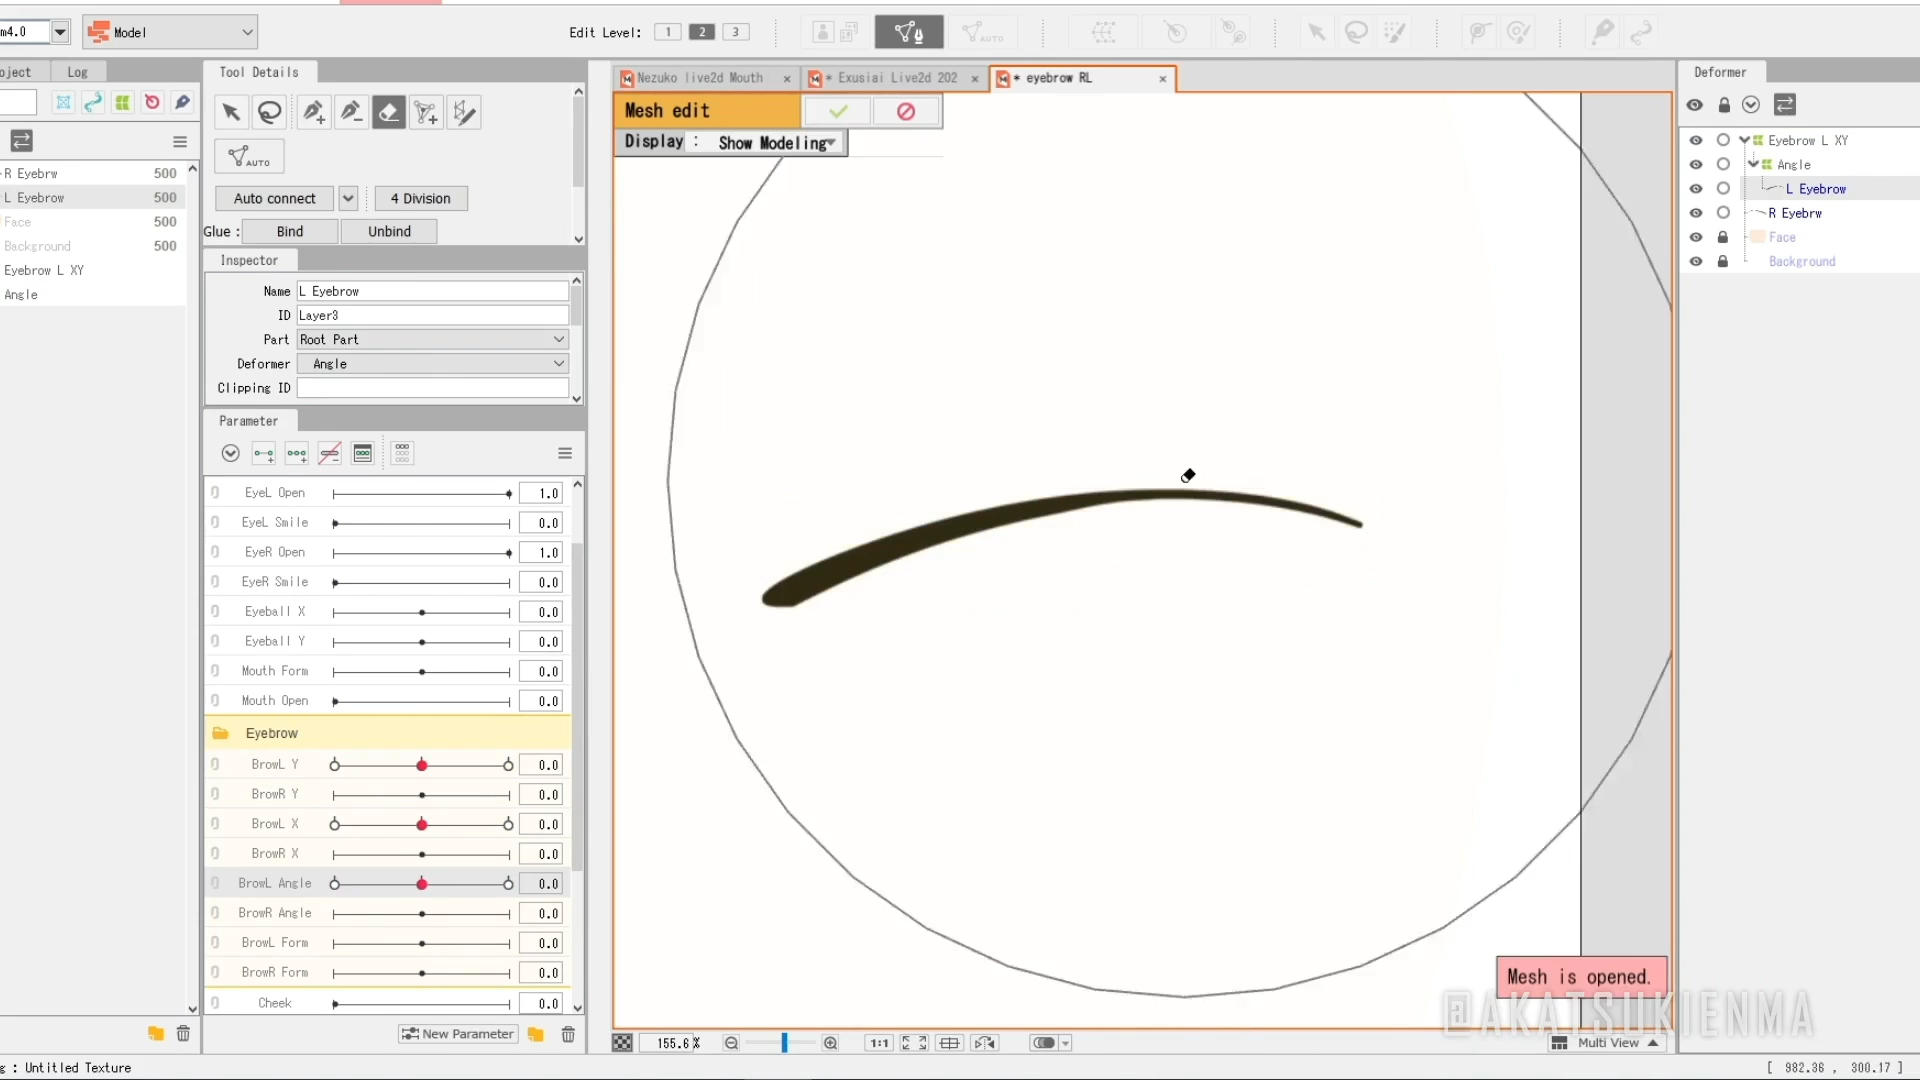 m4.0
Model
Edit Level: 1 2 3
AUTO
oject
Log
R Eyebrw 500
L Eyebrow 500
Face 500
Background 500
Eyebrow L XY
Angle
Tool Details
AUTO
Auto connect
4 Division
Glue :
Bind
Unbind
Inspector
Name L Eyebrow
ID Layer3
Part Root Part
Deformer Angle
Clipping ID
Parameter
EyeL Open 1.0
EyeL Smile 0.0
EyeR Open 1.0
EyeR Smile 0.0
Eyeball X 0.0
Eyeball Y 0.0
Mouth Form 0.0
Mouth Open 0.0
Eyebrow
BrowL Y 0.0
BrowR Y 0.0
BrowL X 0.0
BrowR X 0.0
BrowL Angle 0.0
BrowR Angle 0.0
BrowL Form 0.0
BrowR Form 0.0
Cheek 0.0
New Parameter
Nezuko live2d Mouth ×
* Exusiai Live2d 202 ×
* eyebrow RL ×
Mesh edit
Display : Show Modeling
Mesh is opened.
@AKATSUKIENMA
155.6 %
1:1
Multi View
Deformer
Eyebrow L XY
Angle
L Eyebrow
R Eyebrw
Face
Background
g : Untitled Texture
[ 982.36 , 300.17 ]